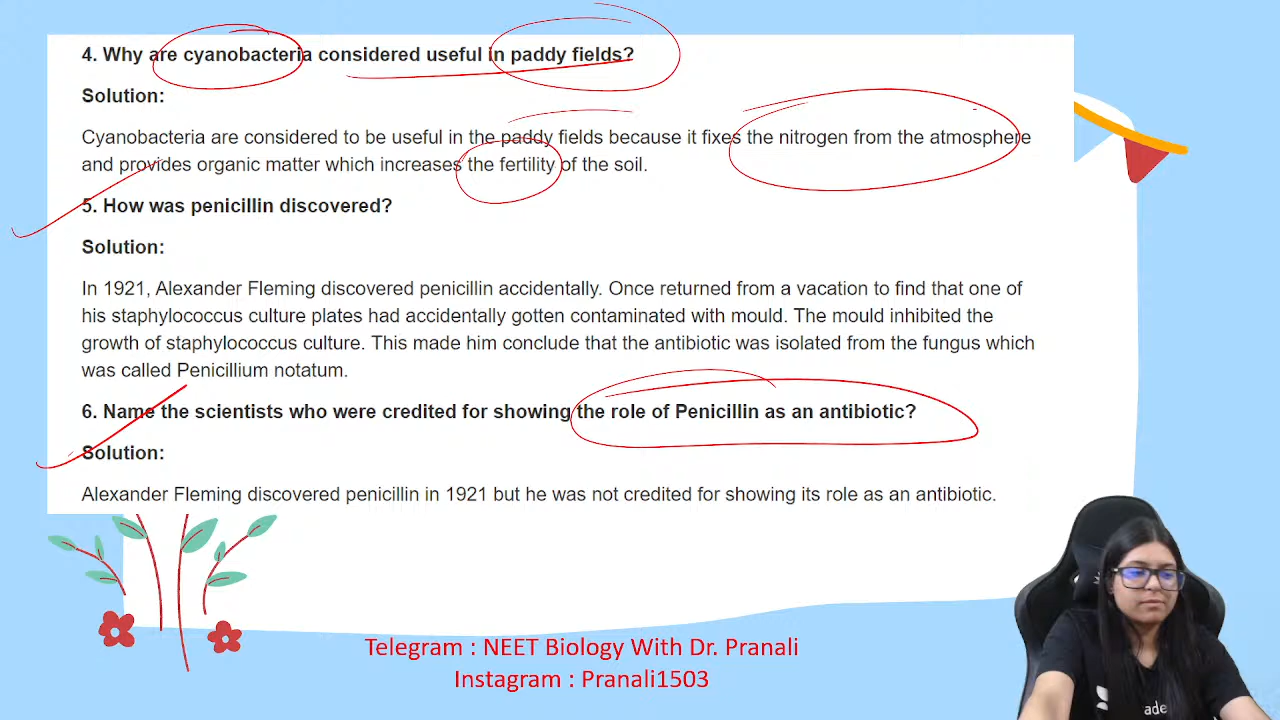 4. Why are cyanobacteria considered useful in paddy fields?
Solution:
Cyanobacteria are considered to be useful in the paddy fields because it fixes the nitrogen from the atmosphere
and provides organic matter which increases the fertility of the soil.
5. How was penicillin discovered?
Solution:
In 1921, Alexander Fleming discovered penicillin accidentally. Once returned from a vacation to find that one of
his staphylococcus culture plates had accidentally gotten contaminated with mould. The mould inhibited the
growth of staphylococcus culture. This made him conclude that the antibiotic was isolated from the fungus which
was called Penicillium notatum.
6. Name the scientists who were credited for showing the role of Penicillin as an antibiotic?
Solution:
Alexander Fleming discovered penicillin in 1921 but he was not credited for showing its role as an antibiotic.
Telegram : NEET Biology With Dr. Pranali
Instagram : Pranali1503
ade